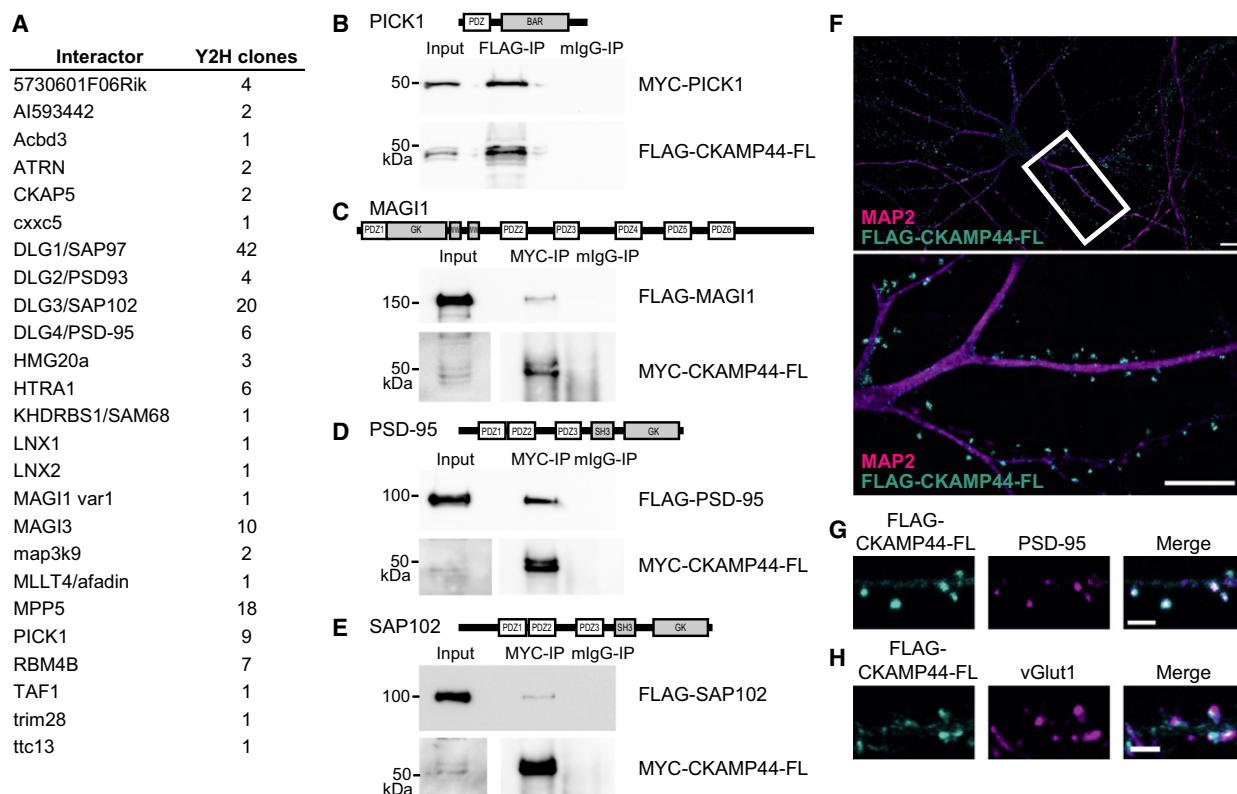 A
Interactor Y2H clones
5730601F06Rik 4
AI593442 2
Acbd3 1
ATRN 2
CKAP5 2
cxxc5 1
DLG1/SAP97 42
DLG2/PSD93 4
DLG3/SAP102 20
DLG4/PSD-95 6
HMG20a 3
HTRA1 6
KHDRBS1/SAM68 1
LNX1 1
LNX2 1
MAGI1 var1 1
MAGI3 10
map3k9 2
MLLT4/afadin 1
MPP5 18
PICK1 9
RBM4B 7
TAF1 1
trim28 1
ttc13 1
B PICK1 PDZ BAR
Input FLAG-IP mIgG-IP
50 MYC-PICK1
50
kDa FLAG-CKAMP44-FL
C MAGI1
PDZ1 GK WW WW PDZ2 PDZ3 PDZ4 PDZ5 PDZ6
Input MYC-IP mIgG-IP
150 FLAG-MAGI1
50
kDa MYC-CKAMP44-FL
D PSD-95 PDZ1 PDZ2 PDZ3 SH3 GK
Input MYC-IP mIgG-IP
100 FLAG-PSD-95
50
kDa MYC-CKAMP44-FL
E SAP102 PDZ1 PDZ2 PDZ3 SH3 GK
Input MYC-IP mIgG-IP
100 FLAG-SAP102
50
kDa MYC-CKAMP44-FL
F
MAP2
FLAG-CKAMP44-FL
MAP2
FLAG-CKAMP44-FL
G
FLAG-
CKAMP44-FL PSD-95 Merge
H
FLAG-
CKAMP44-FL vGlut1 Merge